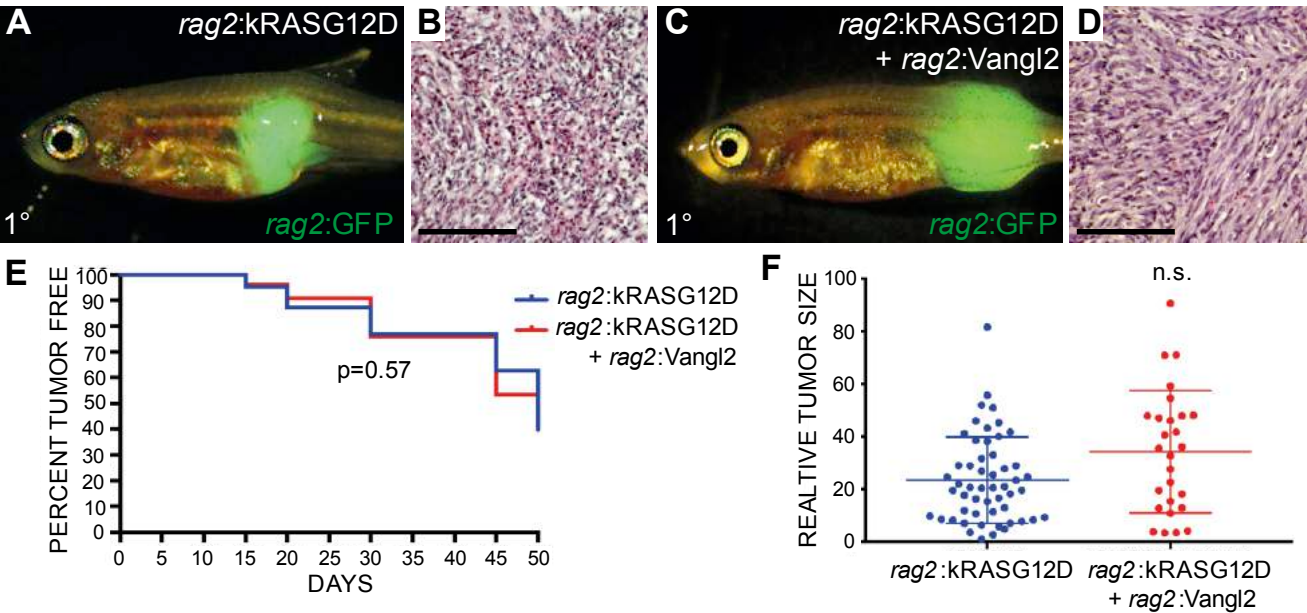 A
rag2:kRASG12D
1°
rag2:GFP
B
C
rag2:kRASG12D
+ rag2:Vangl2
1°
rag2:GFP
D
E
PERCENT TUMOR FREE
100
90
80
70
60
50
40
30
20
10
0
0 5 10 15 20 25 30 35 40 45 50
DAYS
p=0.57
rag2:kRASG12D
rag2:kRASG12D
+ rag2:Vangl2
F
REALTIVE TUMOR SIZE
100
80
60
40
20
0
n.s.
rag2:kRASG12D
rag2:kRASG12D
+ rag2:Vangl2